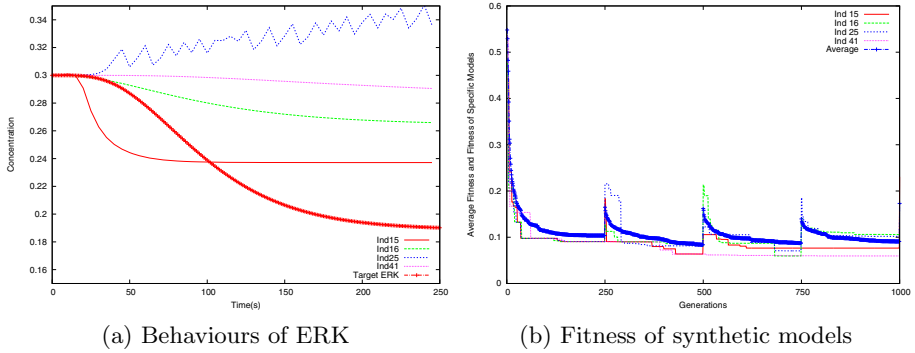 0.34
0.32
0.3
0.28
0.26
0.24
0.22
0.2
0.18
0.16
Concentration
0
50
100
150
200
250
Time(s)
Ind15
Ind16
Ind25
Ind41
Target ERK
(a) Behaviours of ERK
0.6
0.5
0.4
0.3
0.2
0.1
0
Average Fitness and Fitness of Specific Models
0
250
500
750
1000
Generations
Ind 15
Ind 16
Ind 25
Ind 41
Average
(b) Fitness of synthetic models